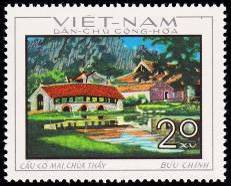 VIỆT-NAM
DÂN-CHỦ CỘNG-HÒA
20
XU
CẦU CÓ MÁI, CHÙA THẦY
BƯU CHÍNH